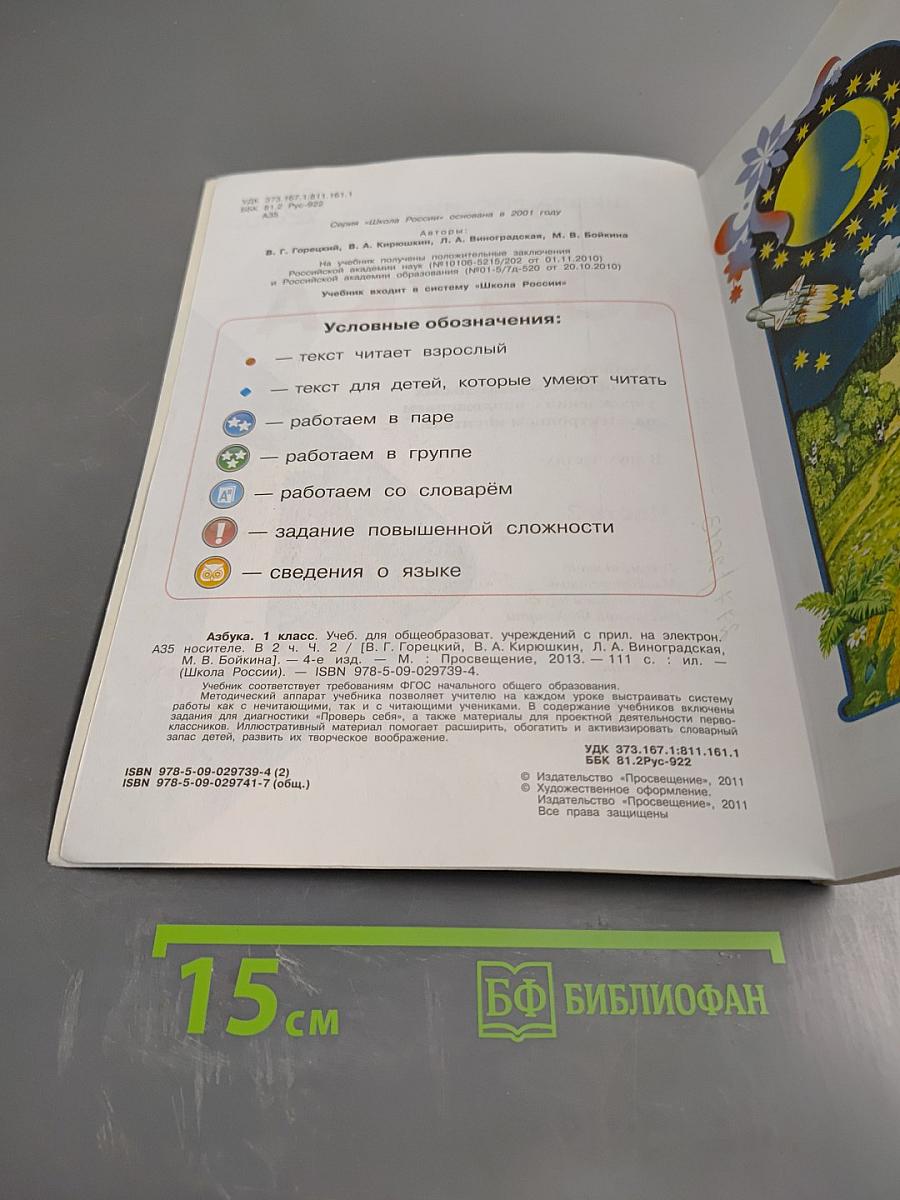 УДК 373.167.1:811.161.1
ББК 81.2 Рус-922
А35
Серия «Школа России» основана в 2001 году
Авторы:
В. Г. Горецкий, В. А. Кирюшкин, Л. А. Виноградская, М. В. Бойкина
На учебник получены положительные заключения
Российской академии наук (№10106-5215/202 от 01.11.2010)
и Российской академии образования (№01-5/7д-520 от 20.10.2010)
Учебник входит в систему «Школа России»
Условные обозначения:
— текст читает взрослый
— текст для детей, которые умеют читать
— работаем в паре
— работаем в группе
— работаем со словарём
— задание повышенной сложности
— сведения о языке
Азбука. 1 класс. Учеб. для общеобразоват. учреждений с прил. на электрон.
А35 носителе. В 2 ч. Ч. 2 / [В. Г. Горецкий, В. А. Кирюшкин, Л. А. Виноградская,
М. В. Бойкина]. — 4-е изд. — М. : Просвещение, 2013. — 111 с. : ил. —
(Школа России). — ISBN 978-5-09-029739-4.
Учебник соответствует требованиям ФГОС начального общего образования.
Методический аппарат учебника позволяет учителю на каждом уроке выстраивать систему
работы как с нечитающими, так и с читающими учениками. В содержание учебников включены
задания для диагностики «Проверь себя», а также материалы для проектной деятельности перво-
классников. Иллюстративный материал помогает расширить, обогатить и активизировать словарный
запас детей, развить их творческое воображение.
УДК 373.167.1:811.161.1
ББК 81.2Рус-922
ISBN 978-5-09-029739-4 (2)
ISBN 978-5-09-029741-7 (общ.)
© Издательство «Просвещение», 2011
© Художественное оформление.
Издательство «Просвещение», 2011
Все права защищены
15 см
БФ БИБЛИОФАН